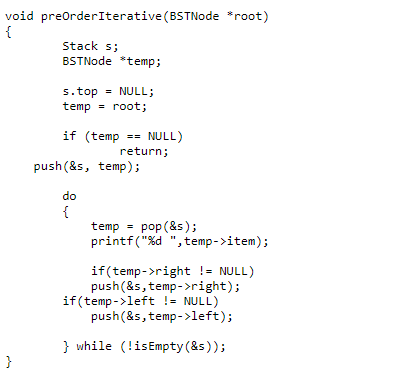 void preOrderIterative(BSTNode *root)
{
        Stack s;
        BSTNode *temp;

        s.top = NULL;
        temp = root;

        if (temp == NULL)
                return;
    push(&s, temp);

        do
        {
            temp = pop(&s);
            printf("%d ",temp->item);

            if(temp->right != NULL)
            push(&s,temp->right);
        if(temp->left != NULL)
            push(&s,temp->left);

        } while (!isEmpty(&s));
}